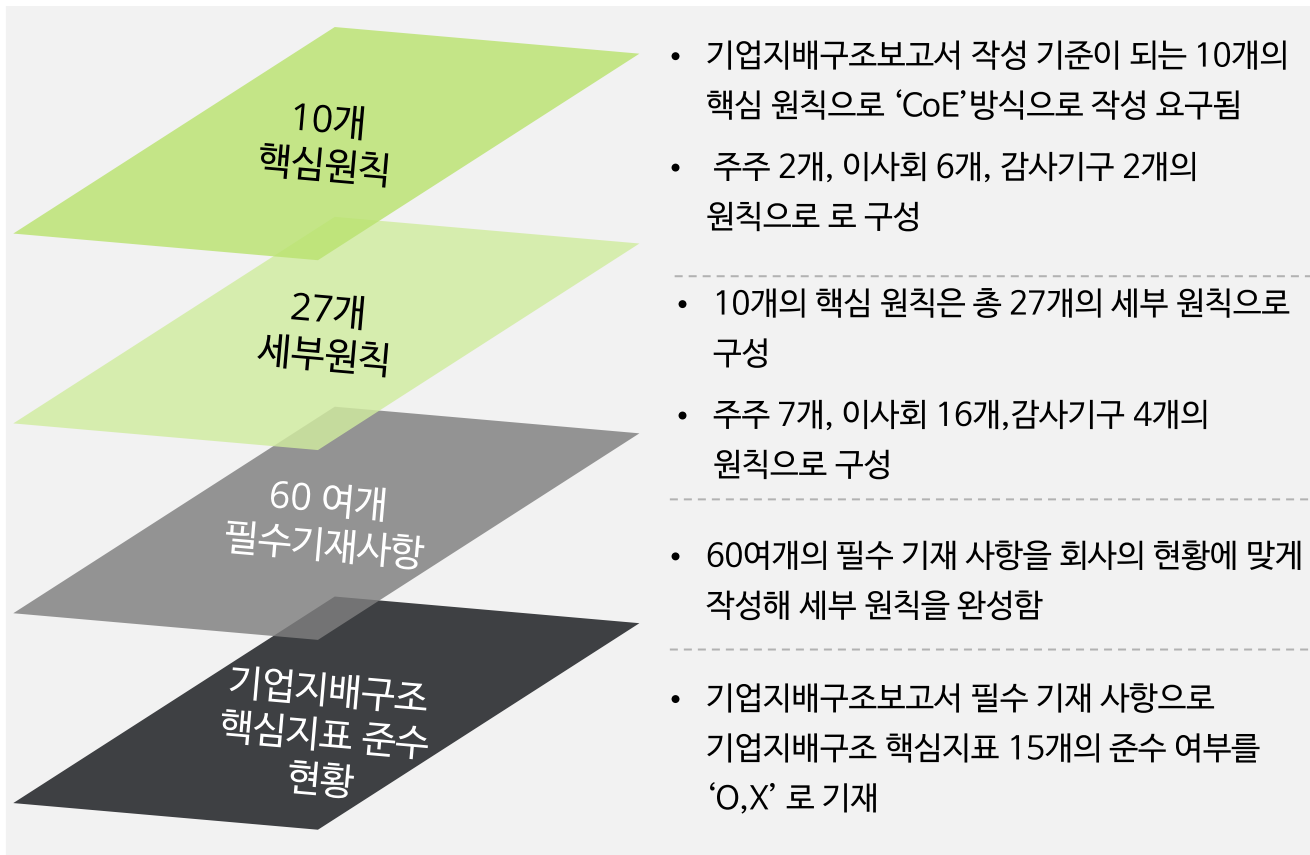 10개
핵심원칙
• 기업지배구조보고서 작성 기준이 되는 10개의
핵심 원칙으로 ‘CoE’방식으로 작성 요구됨
• 주주 2개, 이사회 6개, 감사기구 2개의
원칙으로 로 구성
27개
세부원칙
• 10개의 핵심 원칙은 총 27개의 세부 원칙으로
구성
• 주주 7개, 이사회 16개,감사기구 4개의
원칙으로 구성
60 여개
필수기재사항
• 60여개의 필수 기재 사항을 회사의 현황에 맞게
작성해 세부 원칙을 완성함
기업지배구조
핵심지표 준수
현황
• 기업지배구조보고서 필수 기재 사항으로
기업지배구조 핵심지표 15개의 준수 여부를
‘O,X’ 로 기재